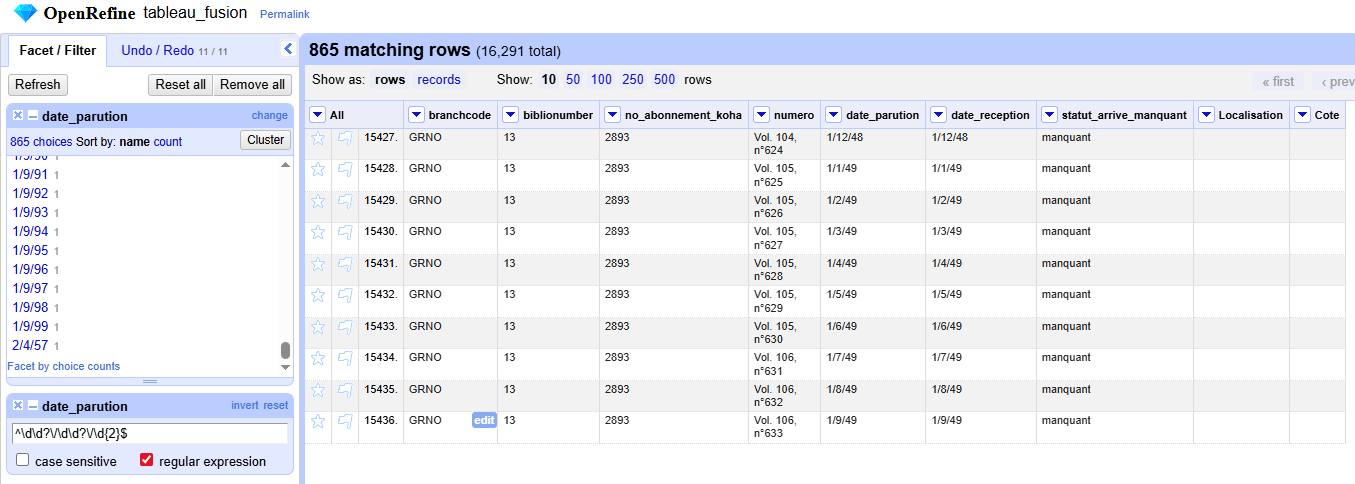 OpenRefine tableau_fusion Permalink
Facet / Filter Undo / Redo 11 / 11
Refresh Reset all Remove all
date_parution change
865 choices Sort by: name count Cluster
1/9/90 1
1/9/91 1
1/9/92 1
1/9/93 1
1/9/94 1
1/9/95 1
1/9/96 1
1/9/97 1
1/9/98 1
1/9/99 1
2/4/57 1
Facet by choice counts
date_parution invert reset
^\d\d?\/\d\d?\/\d{2}$
case sensitive regular expression
865 matching rows (16,291 total)
Show as: rows records Show: 10 50 100 250 500 rows « first ‹ prev
All branchcode biblionumber no_abonnement_koha numero date_parution date_reception statut_arrive_manquant Localisation Cote
15427. GRNO 13 2893 Vol. 104, 1/12/48 1/12/48 manquant
n°624
15428. GRNO 13 2893 Vol. 105, 1/1/49 1/1/49 manquant
n°625
15429. GRNO 13 2893 Vol. 105, 1/2/49 1/2/49 manquant
n°626
15430. GRNO 13 2893 Vol. 105, 1/3/49 1/3/49 manquant
n°627
15431. GRNO 13 2893 Vol. 105, 1/4/49 1/4/49 manquant
n°628
15432. GRNO 13 2893 Vol. 105, 1/5/49 1/5/49 manquant
n°629
15433. GRNO 13 2893 Vol. 105, 1/6/49 1/6/49 manquant
n°630
15434. GRNO 13 2893 Vol. 106, 1/7/49 1/7/49 manquant
n°631
15435. GRNO 13 2893 Vol. 106, 1/8/49 1/8/49 manquant
n°632
15436. GRNO edit 13 2893 Vol. 106, 1/9/49 1/9/49 manquant
n°633